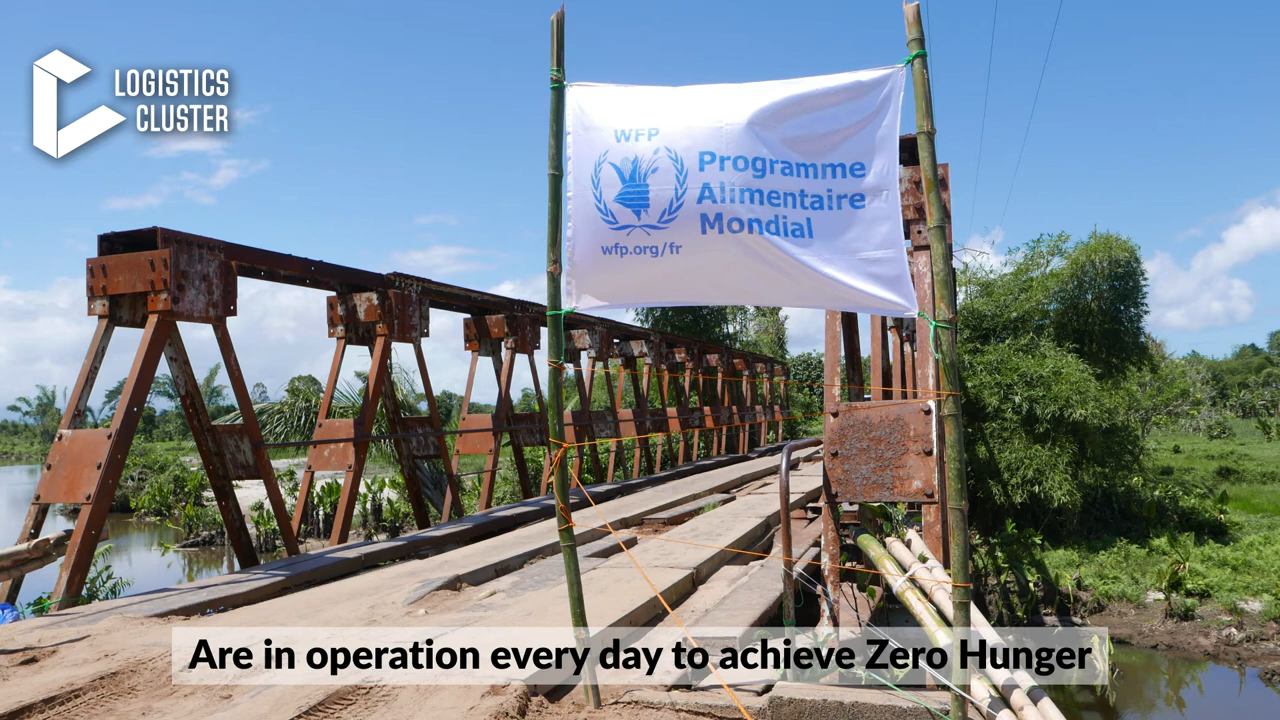 LOGISTICS
CLUSTER
WFP
Programme
Alimentaire
Mondial
wfp.org/fr
Are in operation every day to achieve Zero Hunger